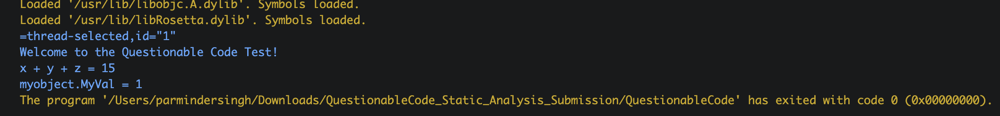 Loaded '/usr/lib/libobjc.A.dylib'. Symbols loaded.
Loaded '/usr/lib/libRosetta.dylib'. Symbols loaded.
=thread-selected,id="1"
Welcome to the Questionable Code Test!
x + y + z = 15
myobject.MyVal = 1
The program '/Users/parmindersingh/Downloads/QuestionableCode_Static_Analysis_Submission/QuestionableCode' has exited with code 0 (0x00000000).